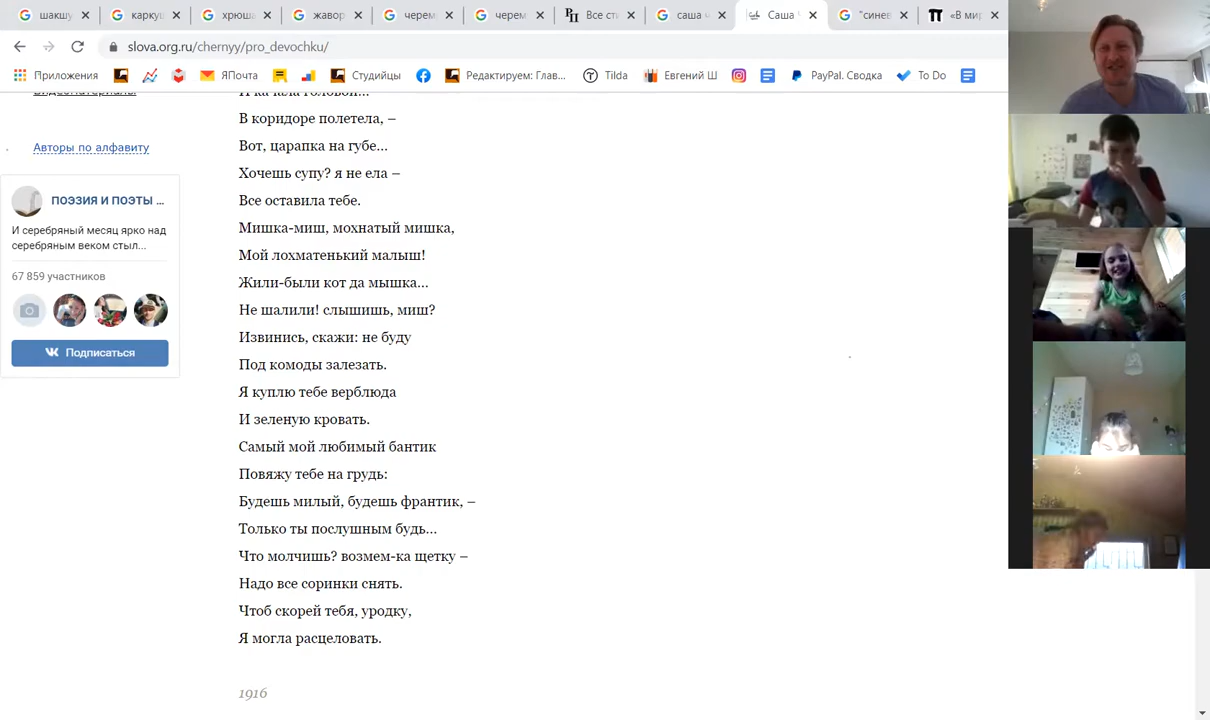 шакшу
каркуш
хрюша
жавор
черем
черем
Все ст
саша ч
Саша
"синев
«В мир
slova.org.ru/chernyy/pro_devochku/
Приложения
ЯПочта
Студийцы
Редактируем: Глав...
Tilda
Евгений Ш
PayPal. Сводка
To Do
Видеоматериалы
Авторы по алфавиту
ПОЭЗИЯ И ПОЭТЫ ...
И серебряный месяц ярко над
серебряным веком стыл...
67 859 участников
Подписаться
И качала головой...
В коридоре полетела, –
Вот, царапка на губе...
Хочешь супу? я не ела –
Все оставила тебе.
Мишка-миш, мохнатый мишка,
Мой лохматенький малыш!
Жили-были кот да мышка...
Не шалили! слышишь, миш?
Извинись, скажи: не буду
Под комоды залезать.
Я куплю тебе верблюда
И зеленую кровать.
Самый мой любимый бантик
Повяжу тебе на грудь:
Будешь милый, будешь франтик, –
Только ты послушным будь...
Что молчишь? возмем-ка щетку –
Надо все соринки снять.
Чтоб скорей тебя, уродку,
Я могла расцеловать.
1916